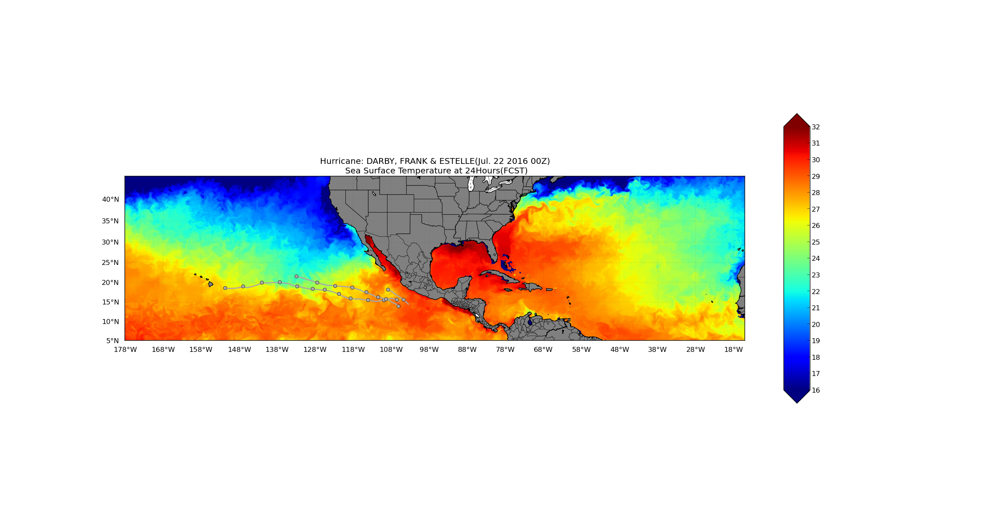 Hurricane: DARBY, FRANK & ESTELLE(Jul. 22 2016 00Z)
Sea Surface Temperature at 24Hours(FCST)
40°N
35°N
30°N
25°N
20°N
15°N
10°N
5°N
178°W 168°W 158°W 148°W 138°W 128°W 118°W 108°W 98°W 88°W 78°W 68°W 58°W 48°W 38°W 28°W 18°W
32
31
30
29
28
27
26
25
24
23
22
21
20
19
18
17
16